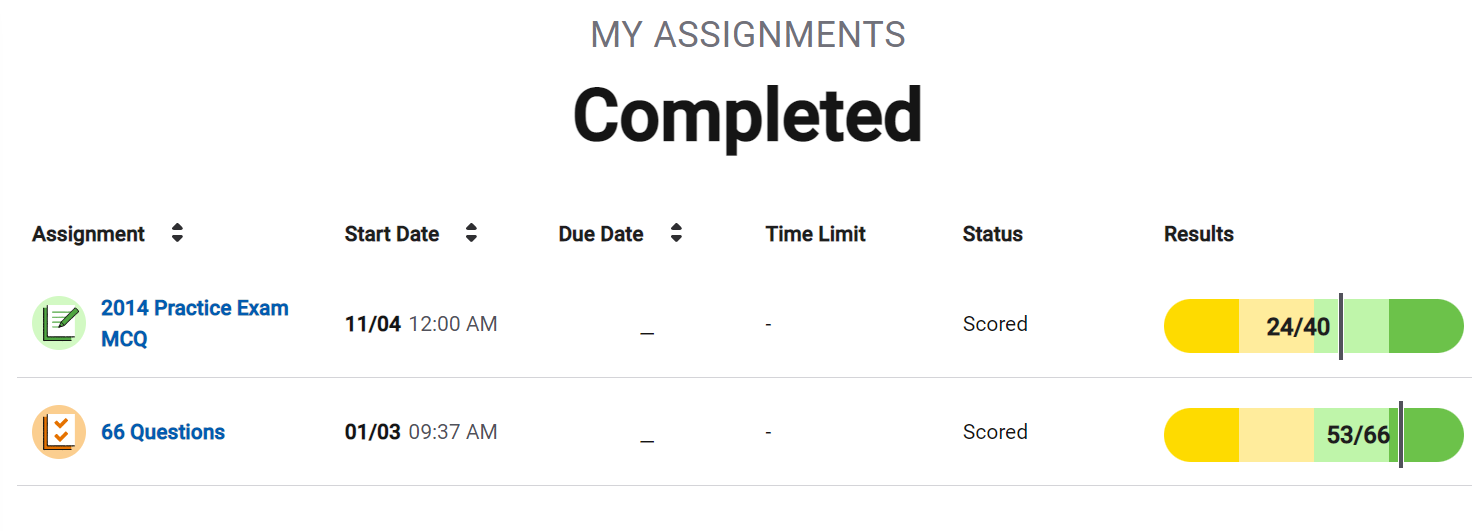 MY ASSIGNMENTS
Completed
Assignment Start Date Due Date Time Limit Status Results
2014 Practice Exam
MCQ
11/04 12:00 AM _ - Scored 24/40
66 Questions 01/03 09:37 AM _ - Scored 53/66